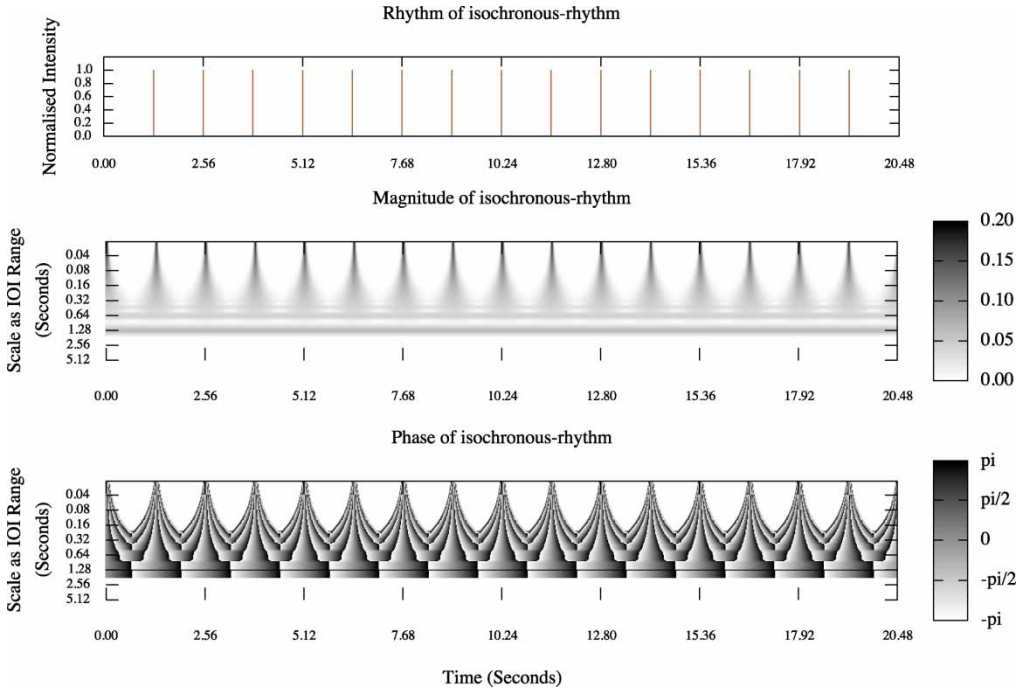 Rhythm of isochronous-rhythm
Normalised Intensity
1.0
0.8
0.6
0.4
0.2
0.0
0.00 2.56 5.12 7.68 10.24 12.80 15.36 17.92 20.48
Magnitude of isochronous-rhythm
Scale as IOI Range
(Seconds)
0.04
0.08
0.16
0.32
0.64
1.28
2.56
5.12
0.00 2.56 5.12 7.68 10.24 12.80 15.36 17.92 20.48
0.20
0.15
0.10
0.05
0.00
Phase of isochronous-rhythm
Scale as IOI Range
(Seconds)
0.04
0.08
0.16
0.32
0.64
1.28
2.56
5.12
0.00 2.56 5.12 7.68 10.24 12.80 15.36 17.92 20.48
pi
pi/2
0
-pi/2
-pi
Time (Seconds)